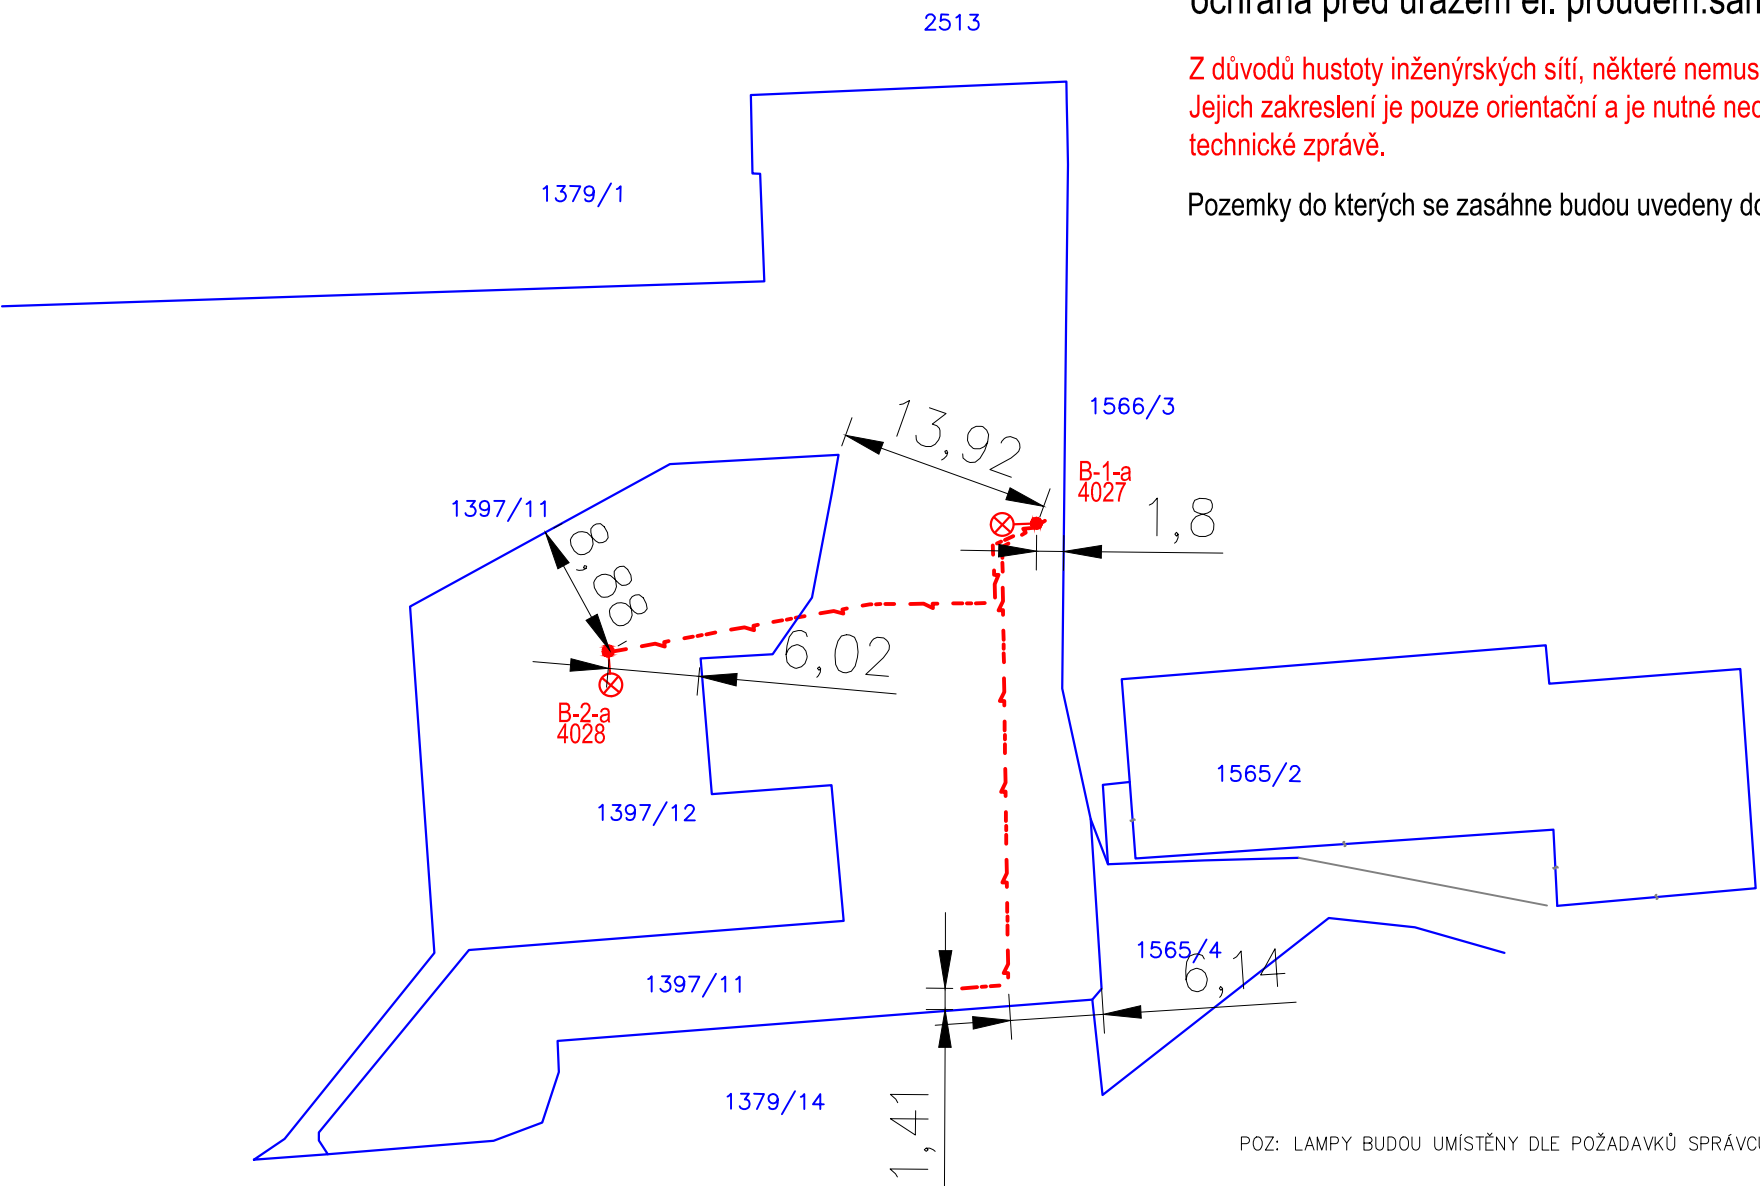 ochrana před úrazem el. proudem:sam
2513
Z důvodů hustoty inženýrských sítí, některé nemus
Jejich zakreslení je pouze orientační a je nutné
technické zprávě.
1379/1
Pozemky do kterých se zasáhne budou uvedeny
1566/3
13,92
B-1-a
4027
1397/11
1,8
8,88
8
6,02
B-2-a
4028
1565/2
1397/12
1565/4
6,14
1397/11
1379/14
1,41
POZ: LAMPY BUDOU UMÍSTĚNY DLE POŽADAVKŮ SPRÁVCU